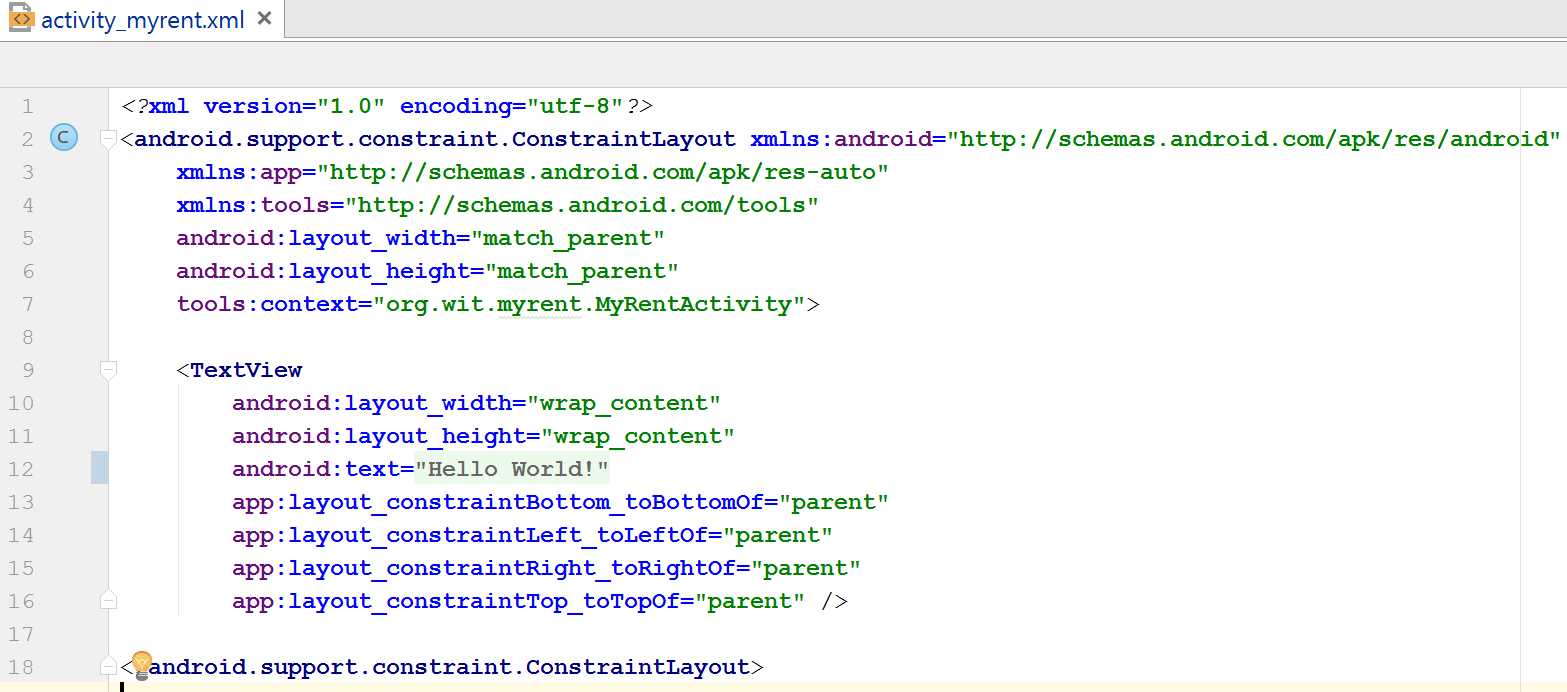 activity_myrent.xml
1 <?xml version="1.0" encoding="utf-8"?>
2 C <android.support.constraint.ConstraintLayout xmlns:android="http://schemas.android.com/apk/res/android"
3 xmlns:app="http://schemas.android.com/apk/res-auto"
4 xmlns:tools="http://schemas.android.com/tools"
5 android:layout_width="match_parent"
6 android:layout_height="match_parent"
7 tools:context="org.wit.myrent.MyRentActivity">
8
9 <TextView
10 android:layout_width="wrap_content"
11 android:layout_height="wrap_content"
12 android:text="Hello World!"
13 app:layout_constraintBottom_toBottomOf="parent"
14 app:layout_constraintLeft_toLeftOf="parent"
15 app:layout_constraintRight_toRightOf="parent"
16 app:layout_constraintTop_toTopOf="parent" />
17
18 </android.support.constraint.ConstraintLayout>